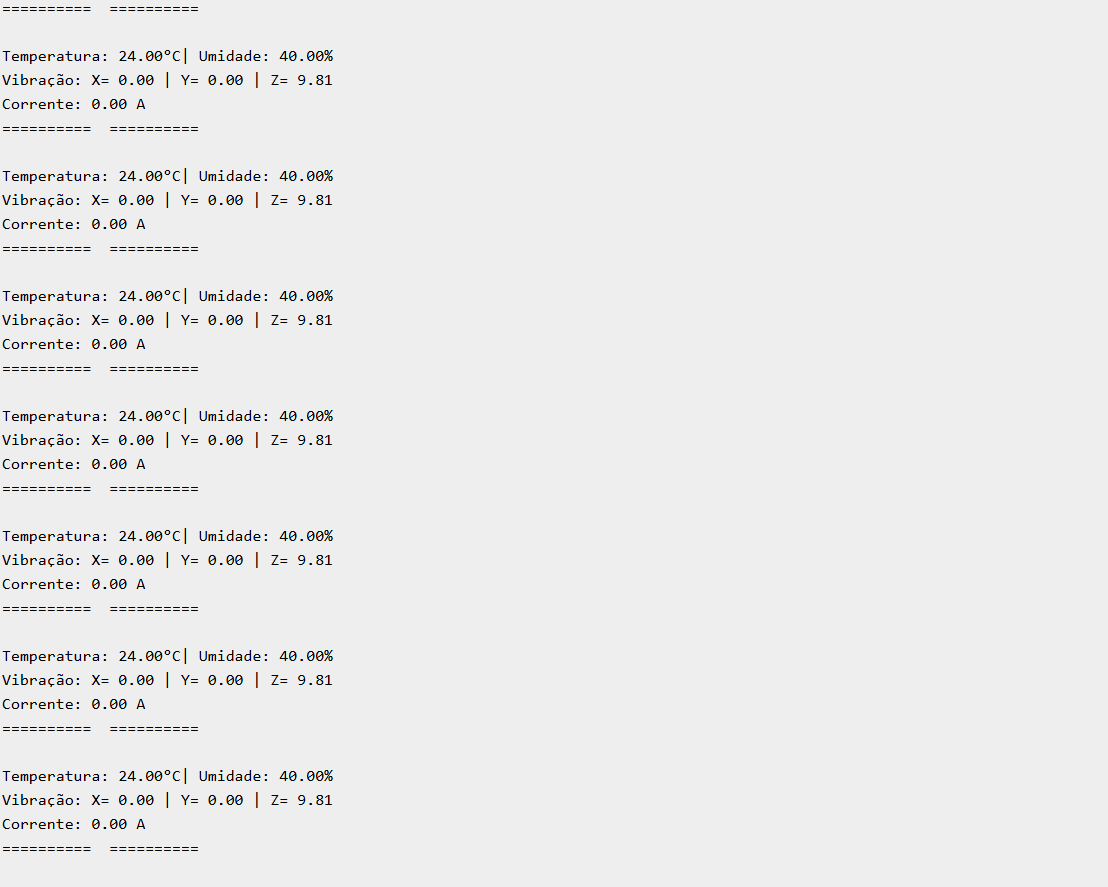 ==========  ==========
Temperatura: 24.00°C| Umidade: 40.00%
Vibração: X= 0.00 | Y= 0.00 | Z= 9.81
Corrente: 0.00 A
==========  ==========
Temperatura: 24.00°C| Umidade: 40.00%
Vibração: X= 0.00 | Y= 0.00 | Z= 9.81
Corrente: 0.00 A
==========  ==========
Temperatura: 24.00°C| Umidade: 40.00%
Vibração: X= 0.00 | Y= 0.00 | Z= 9.81
Corrente: 0.00 A
==========  ==========
Temperatura: 24.00°C| Umidade: 40.00%
Vibração: X= 0.00 | Y= 0.00 | Z= 9.81
Corrente: 0.00 A
==========  ==========
Temperatura: 24.00°C| Umidade: 40.00%
Vibração: X= 0.00 | Y= 0.00 | Z= 9.81
Corrente: 0.00 A
==========  ==========
Temperatura: 24.00°C| Umidade: 40.00%
Vibração: X= 0.00 | Y= 0.00 | Z= 9.81
Corrente: 0.00 A
==========  ==========
Temperatura: 24.00°C| Umidade: 40.00%
Vibração: X= 0.00 | Y= 0.00 | Z= 9.81
Corrente: 0.00 A
==========  ==========